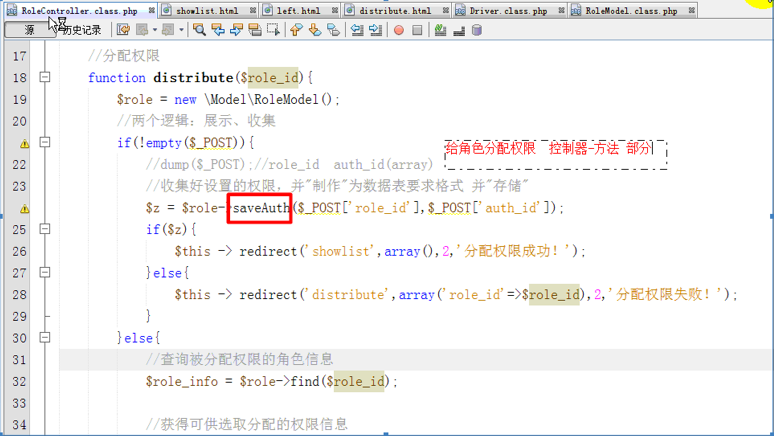 RoleController.class.php showlist.html left.html distribute.html Driver.class.php RoleModel.class.php
源 历史记录
17 //分配权限
18 function distribute($role_id){
19 $role = new \Model\RoleModel();
20 //两个逻辑：展示、收集
if(!empty($_POST)){
给角色分配权限 控制器-方法 部分
22 //dump($_POST);//role_id auth_id(array)
23 //收集好设置的权限，并"制作"为数据表要求格式 并"存储"
$z = $role->saveAuth($_POST['role_id'],$_POST['auth_id']);
25 if($z){
26 $this -> redirect('showlist',array(),2,'分配权限成功！');
27 }else{
28 $this -> redirect('distribute',array('role_id'=>$role_id),2,'分配权限失败！');
29 }
30 }else{
31 //查询被分配权限的角色信息
32 $role_info = $role->find($role_id);
33
34 //获得可供选取分配的权限信息